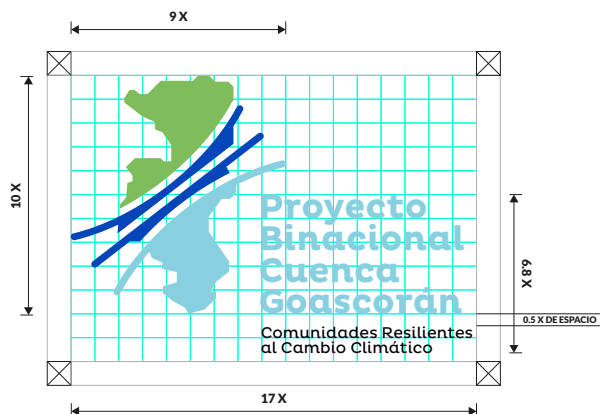 9 X
10 X
Proyecto
Binacional
Cuenca
Goascorán
6.8 X
0.5 X DE ESPACIO
Comunidades Resilientes
al Cambio Climático
17 X